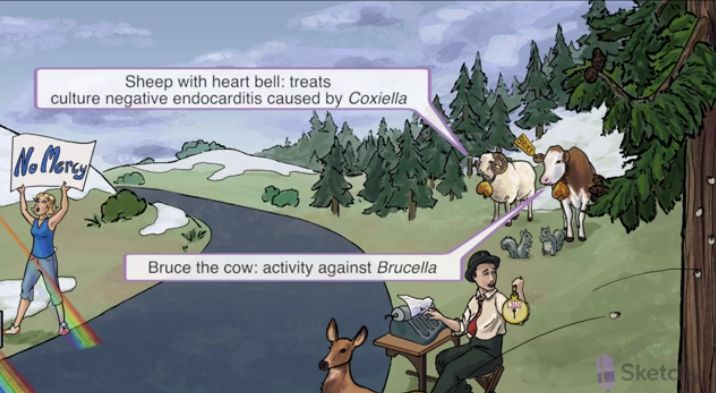 Sheep with heart bell: treats
culture negative endocarditis caused by Coxiella
No Mercy
Bruce the cow: activity against Brucella
Sketc